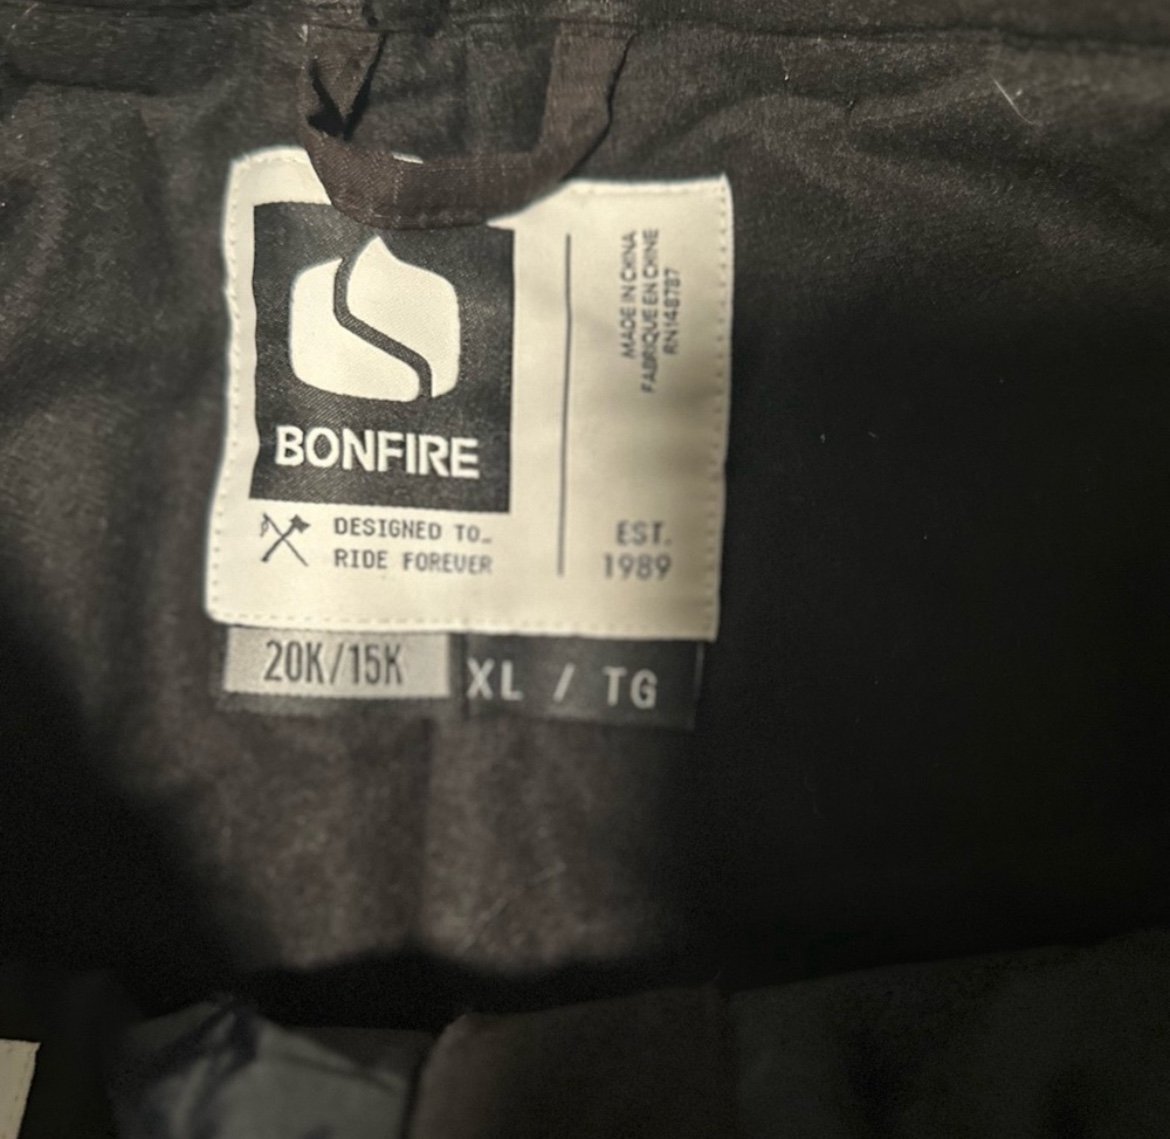 BONFIRE
DESIGNED TO_
RIDE FOREVER
MADE IN CHINA
FABRIQUE EN CHINE
RN148787
EST.
1989
20K/15K
XL / TG